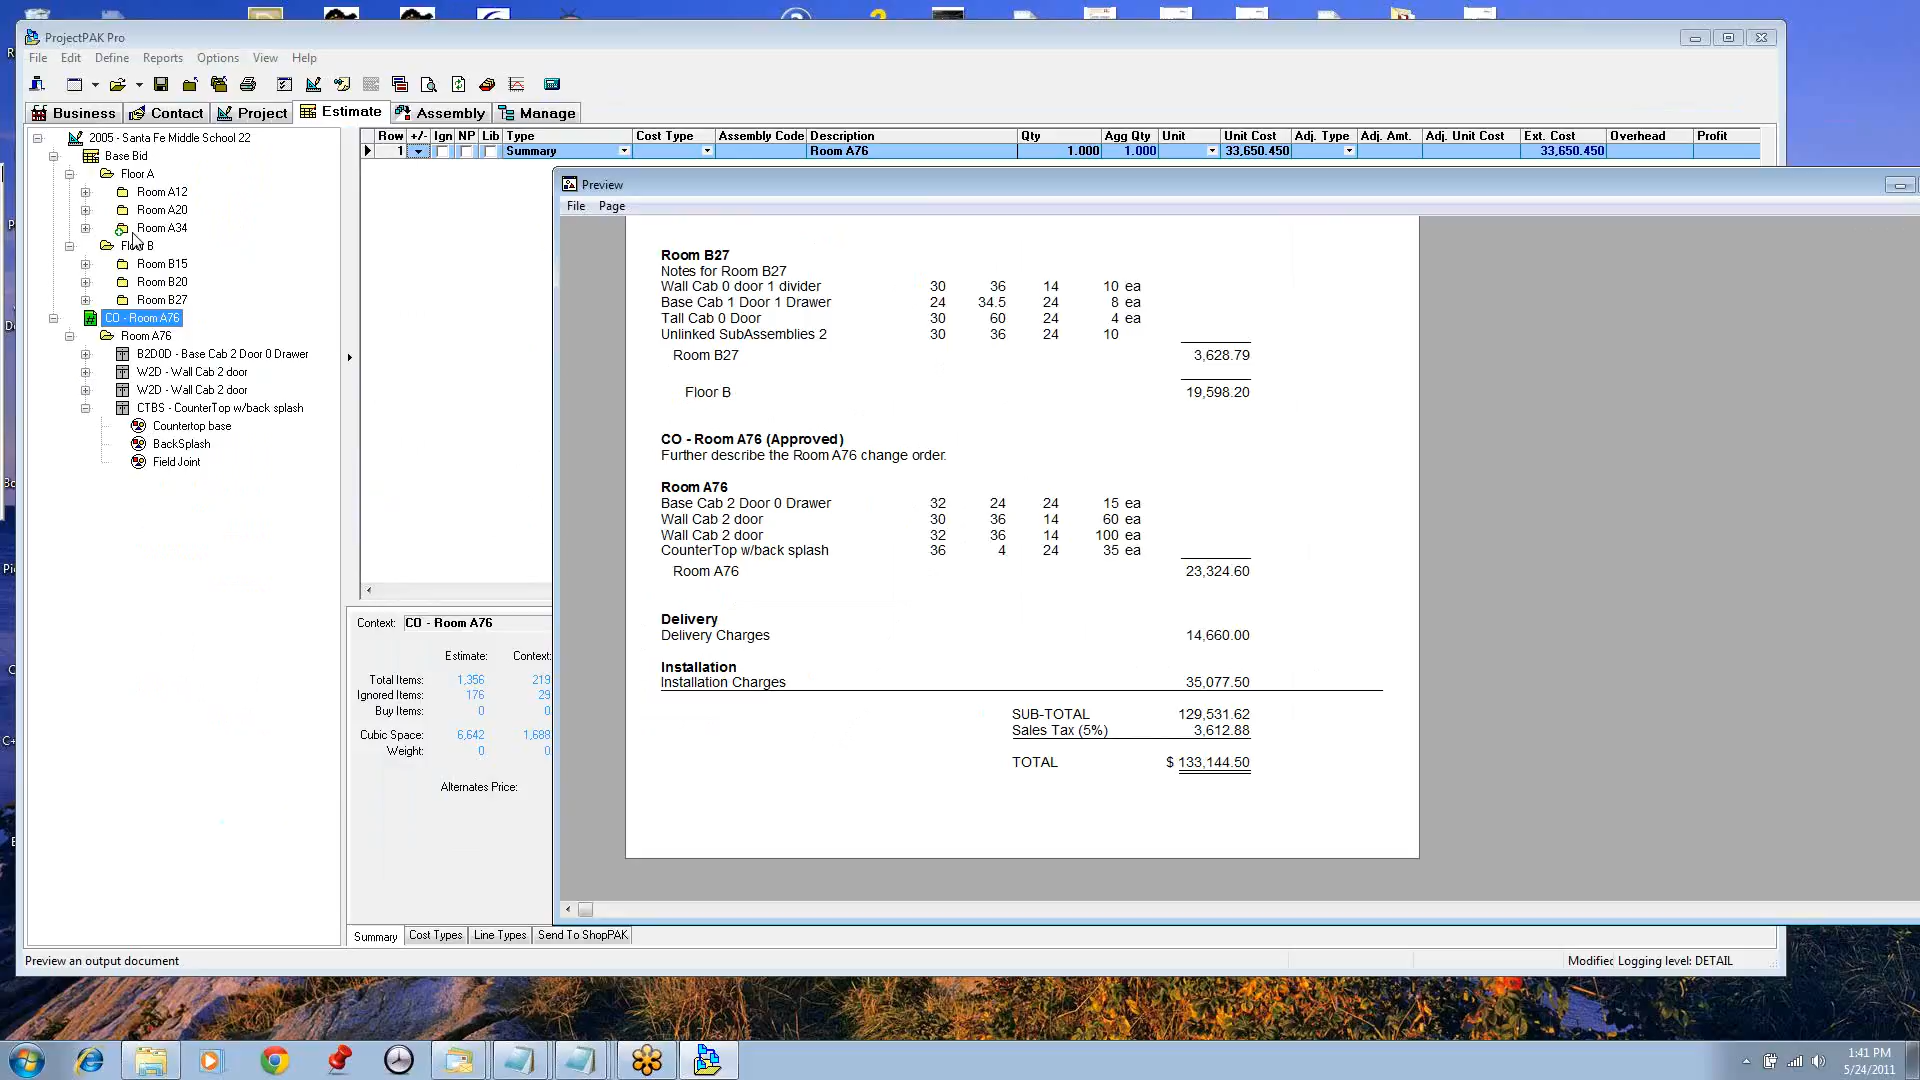 ProjectPAK Pro
File Edit Define Reports Options View Help
Business Contact Project Estimate Assembly Manage
2005 - Santa Fe Middle School 22
Base Bid
Floor A
Room A12
Room A20
Room A34
Room B15
Room B20
Room B27
CO - Room A76
Room A76
B2D0D - Base Cab 2 Door 0 Drawer
W2D - Wall Cab 2 door
W2D - Wall Cab 2 door
CTBS - CounterTop w/back splash
Countertop base
BackSplash
Field Joint
Row +/- Ign NP Lib Type Cost Type Assembly Code Description Qty Agg Qty Unit Unit Cost Adj. Type Adj. Amt. Adj. Unit Cost Ext. Cost Overhead Profit
1 Summary Room A76 1.000 1.000 33,650.450 33,650.450
Preview
File Page
Room B27
Notes for Room B27
Wall Cab 0 door 1 divider 30 36 14 10 ea
Base Cab 1 Door 1 Drawer 24 34.5 24 8 ea
Tall Cab 0 Door 30 60 24 4 ea
Unlinked SubAssemblies 2 30 36 24 10
Room B27 3,628.79
Floor B 19,598.20
CO - Room A76 (Approved)
Further describe the Room A76 change order.
Room A76
Base Cab 2 Door 0 Drawer 32 24 24 15 ea
Wall Cab 2 door 30 36 14 60 ea
Wall Cab 2 door 32 36 14 100 ea
CounterTop w/back splash 36 4 24 35 ea
Room A76 23,324.60
Delivery
Delivery Charges 14,660.00
Installation
Installation Charges 35,077.50
SUB-TOTAL 129,531.62
Sales Tax (5%) 3,612.88
TOTAL $ 133,144.50
Context: CO - Room A76
Estimate: Context:
Total Items: 1,356 219
Ignored Items: 176 29
Buy Items: 0 0
Cubic Space: 6,642 1,688
Weight: 0 0
Alternates Price:
Summary Cost Types Line Types Send To ShopPAK
Preview an output document
Logging level: DETAIL
1:41 PM
5/24/2011